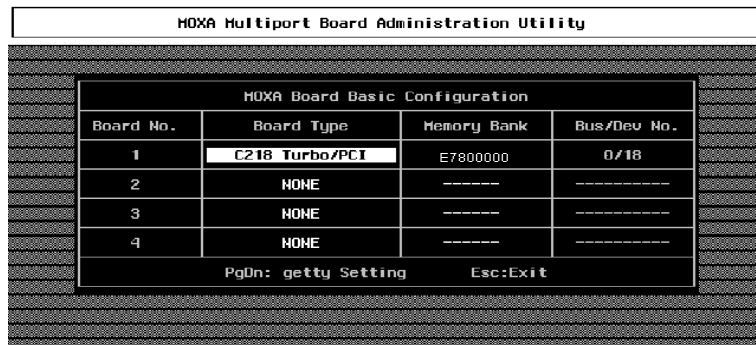 MOXA Multiport Board Administration Utility
MOXA Board Basic Configuration
Board No. Board Type Memory Bank Bus/Dev No.
1 C218 Turbo/PCI E7800000 0/18
2 NONE ------ ----------
3 NONE ------ ----------
4 NONE ------ ----------
PgDn: getty Setting Esc:Exit